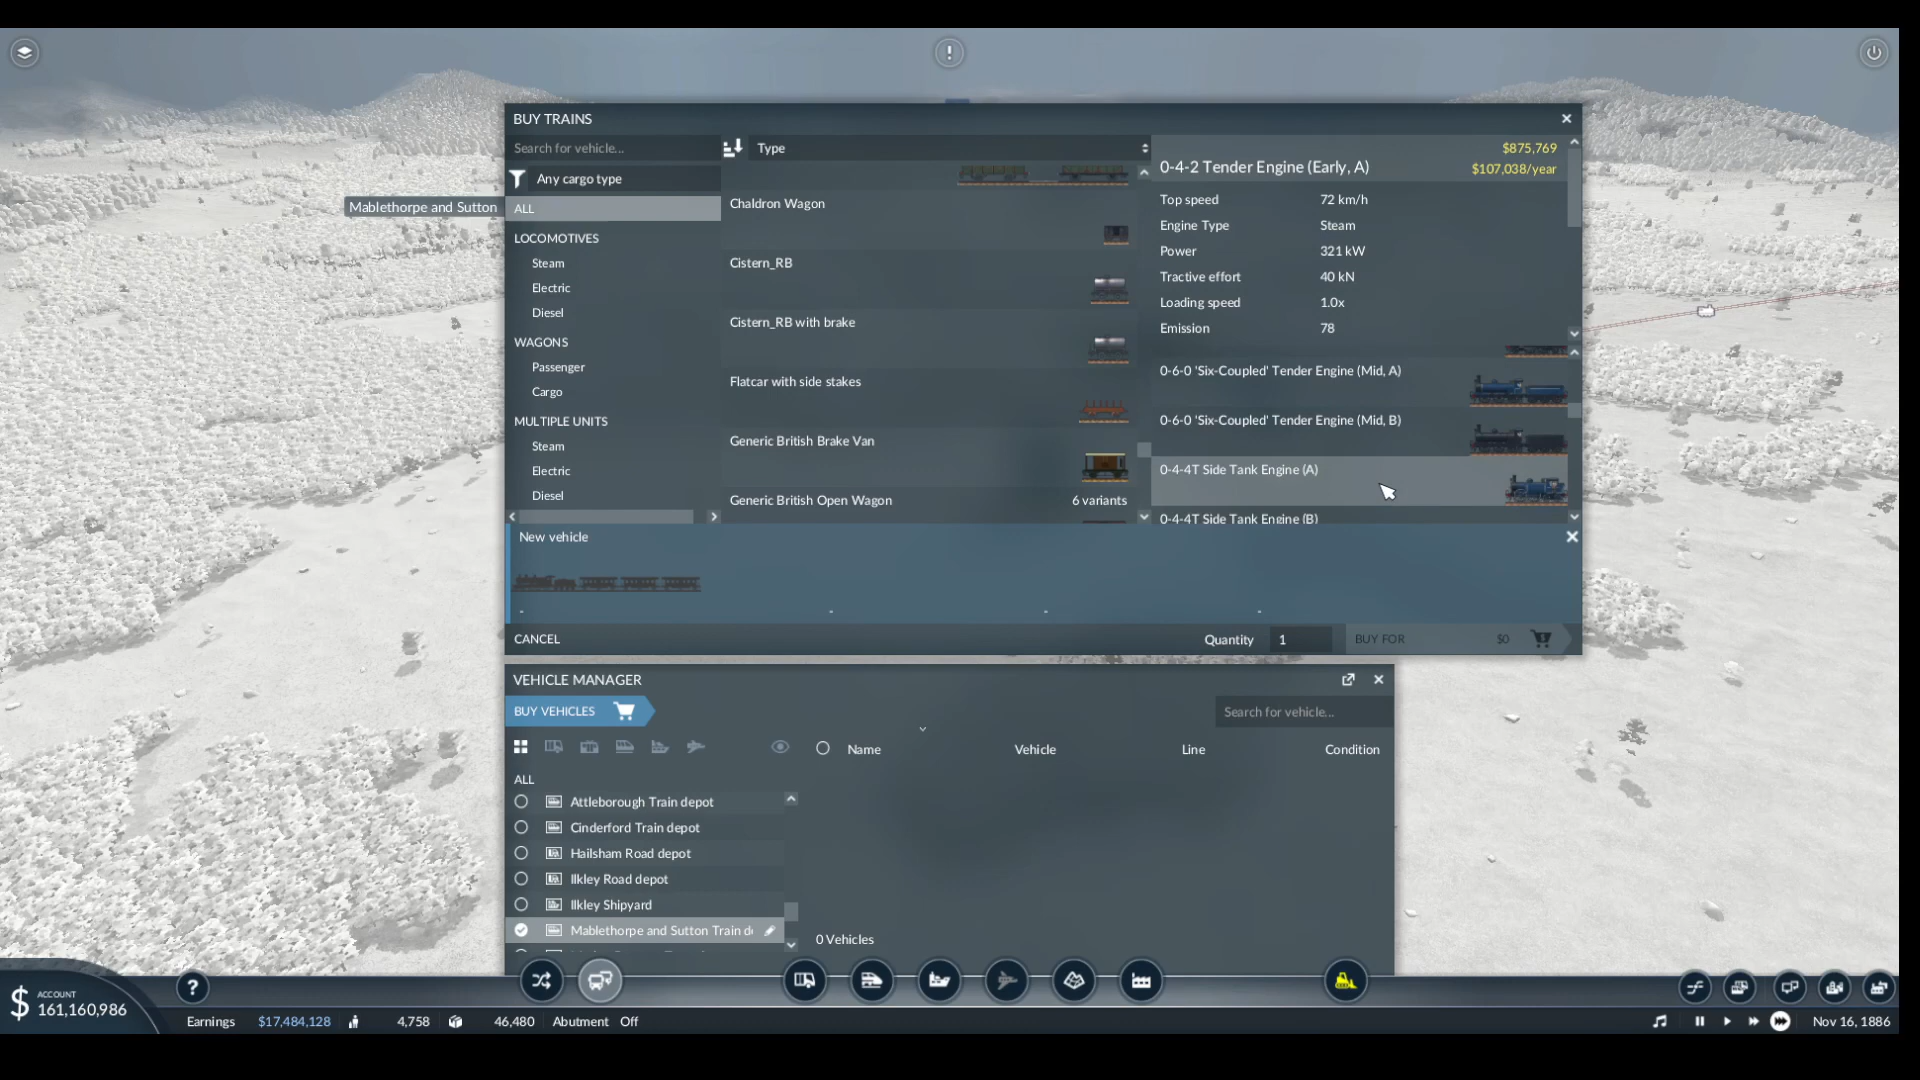 BUY TRAINS
Search for vehicle...
Type
Any cargo type
Mablethorpe and Sutton
ALL
LOCOMOTIVES
Steam
Electric
Diesel
WAGONS
Passenger
Cargo
MULTIPLE UNITS
Steam
Electric
Diesel
Chaldron Wagon
Cistern_RB
Cistern_RB with brake
Flatcar with side stakes
Generic British Brake Van
Generic British Open Wagon 6 variants
$875,769
0-4-2 Tender Engine (Early, A) $107,038/year
Top speed 72 km/h
Engine Type Steam
Power 321 kW
Tractive effort 40 kN
Loading speed 1.0x
Emission 78
0-6-0 'Six-Coupled' Tender Engine (Mid, A)
0-6-0 'Six-Coupled' Tender Engine (Mid, B)
0-4-4T Side Tank Engine (A)
0-4-4T Side Tank Engine (B)
New vehicle
- - - -
CANCEL Quantity 1 BUY FOR $0
VEHICLE MANAGER
BUY VEHICLES Search for vehicle...
Name Vehicle Line Condition
ALL
Attleborough Train depot
Cinderford Train depot
Hailsham Road depot
Ilkley Road depot
Ilkley Shipyard
Mablethorpe and Sutton Train d
0 Vehicles
$ ACCOUNT
161,160,986
?
Earnings $17,484,128 4,758 46,480 Abutment Off
Nov 16, 1886